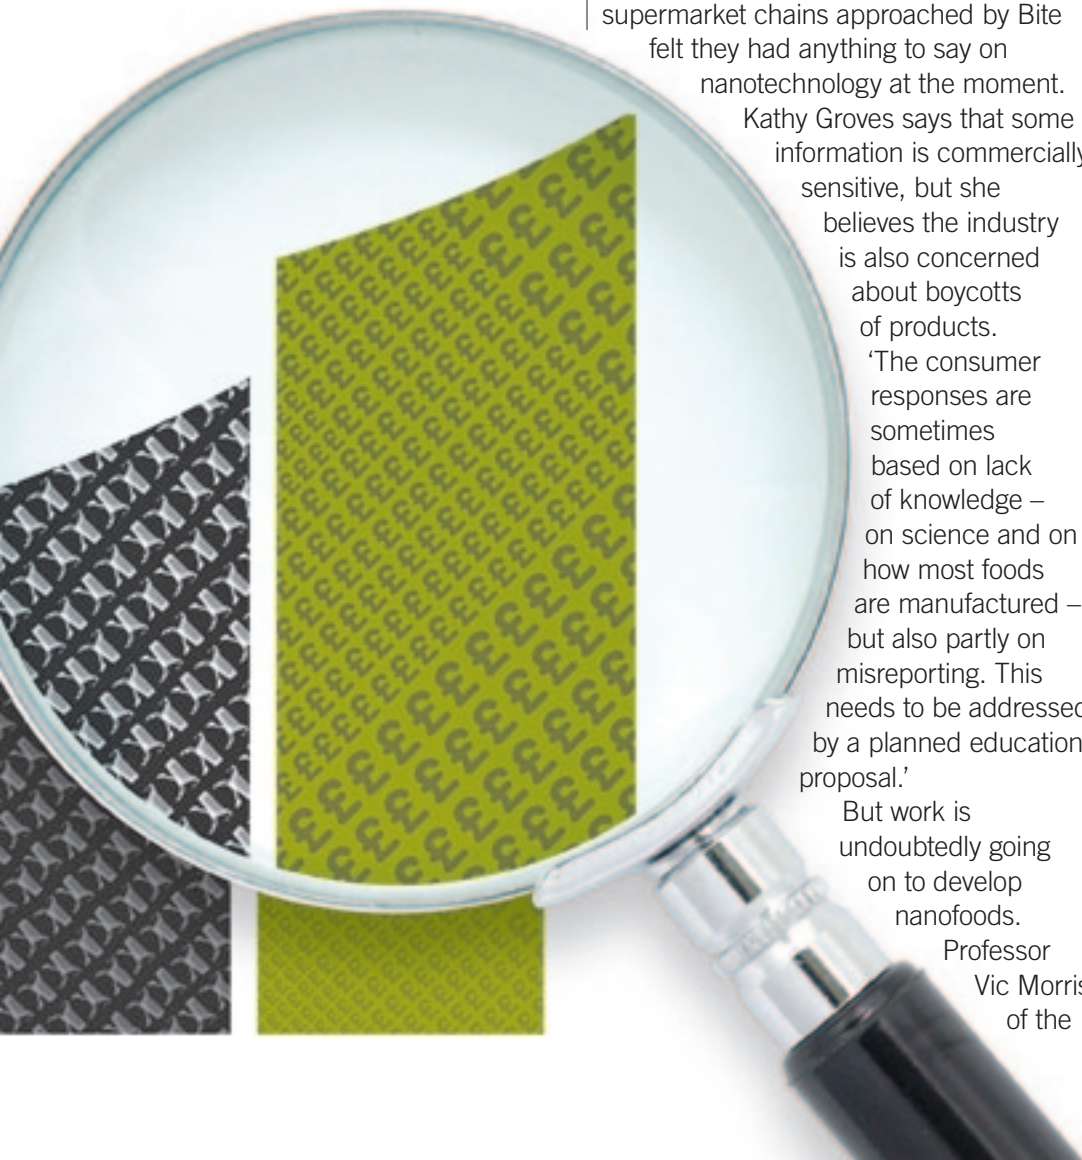 supermarket chains approached by Bite
felt they had anything to say on
nanotechnology at the moment.
Kathy Groves says that some
information is commercially
sensitive, but she
believes the industry
is also concerned
about boycotts
of products.
‘The consumer
responses are
sometimes
based on lack
of knowledge –
on science and on
how most foods
are manufactured –
but also partly on
misreporting. This
needs to be addressed
by a planned education
proposal.’
But work is
undoubtedly going
on to develop
nanofoods.
Professor
Vic Morris
of the